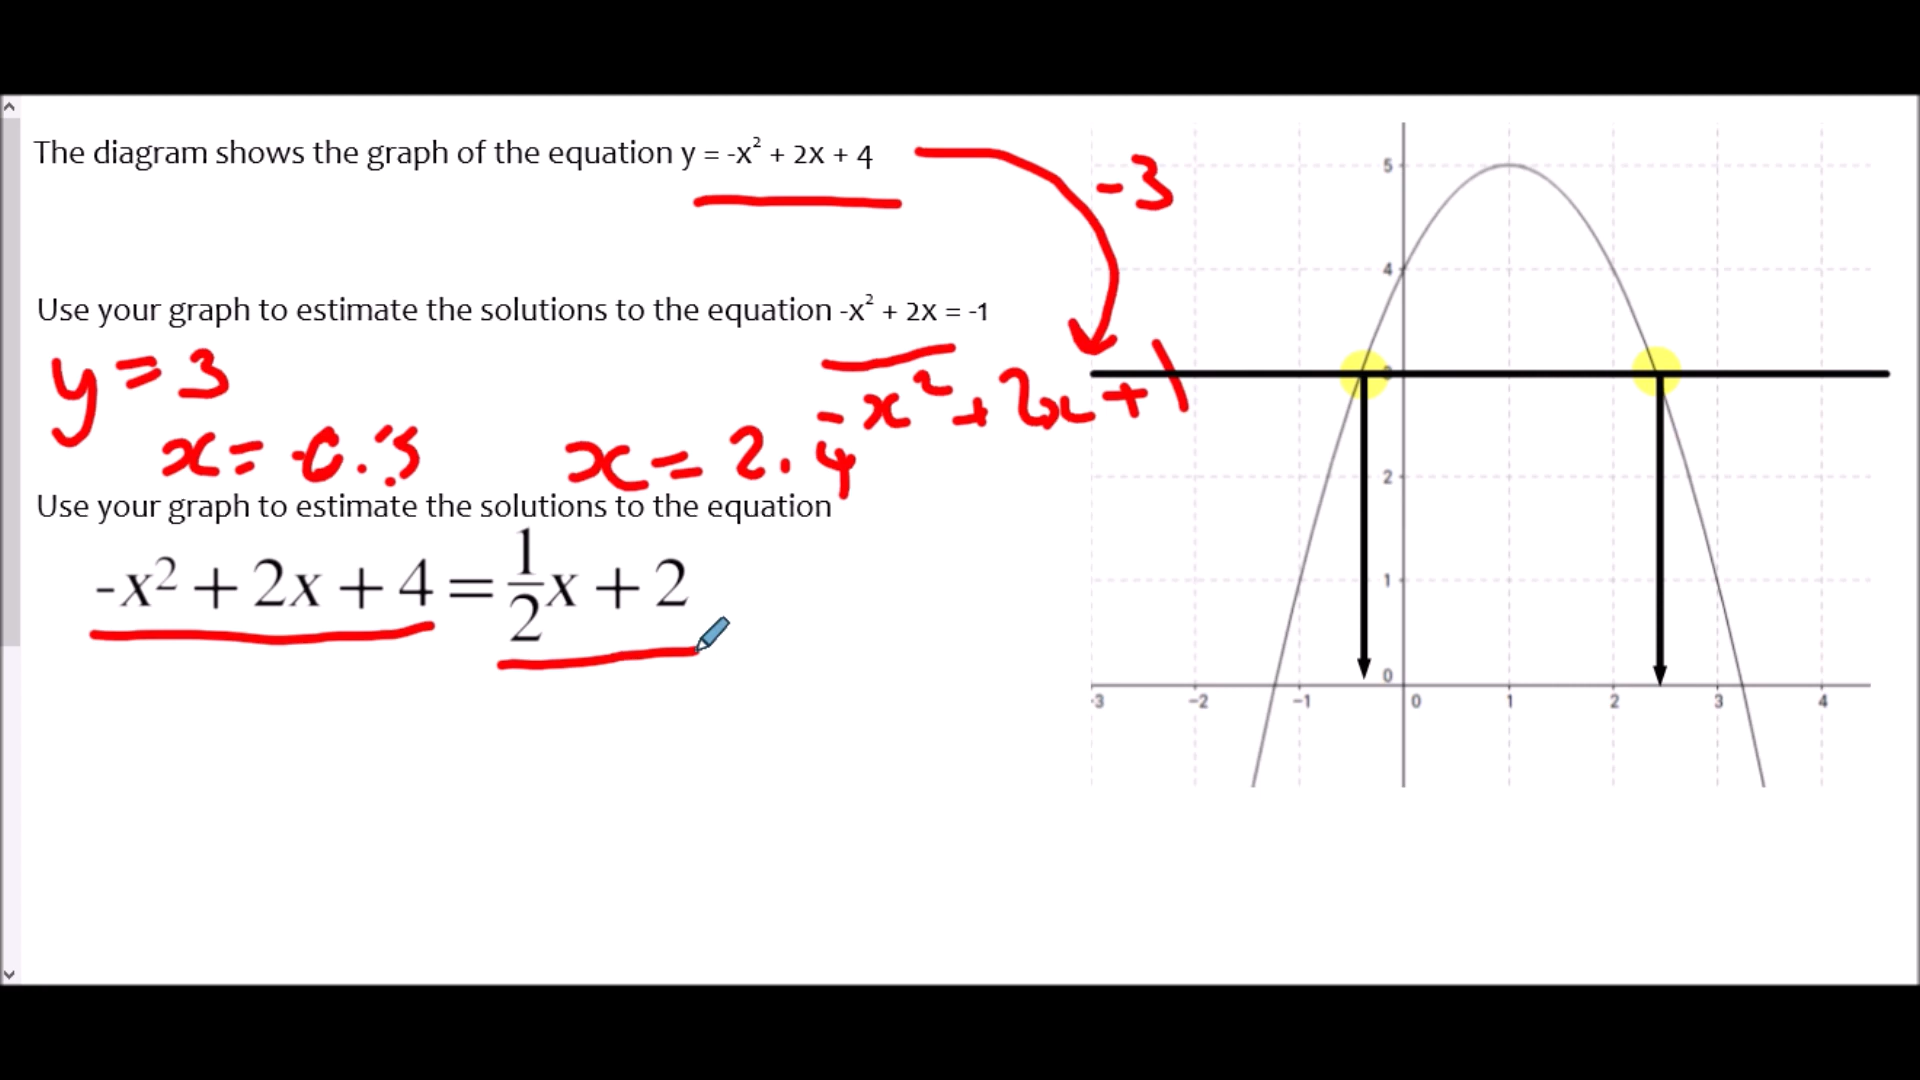 The diagram shows the graph of the equation y = -x² + 2x + 4
-3
Use your graph to estimate the solutions to the equation -x² + 2x = -1
y = 3
-x² + 2x + 1
x = 2.4
Use your graph to estimate the solutions to the equation
-x² + 2x + 4 = 1/2 x + 2
5
4
2
1
0
-3 -2 -1 0 1 2 3 4